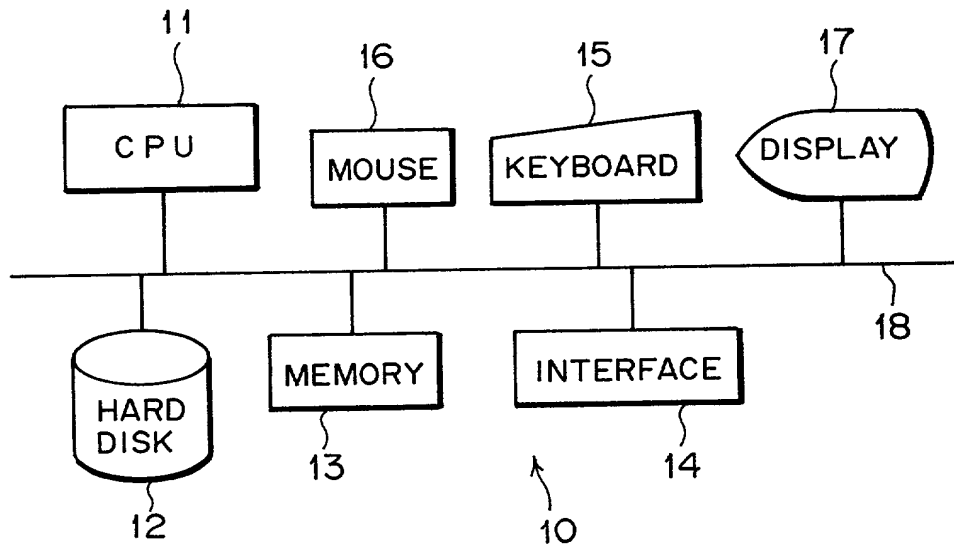 11
16
15
17
CPU
MOUSE
KEYBOARD
DISPLAY
18
HARD
DISK
MEMORY
INTERFACE
12
13
14
10